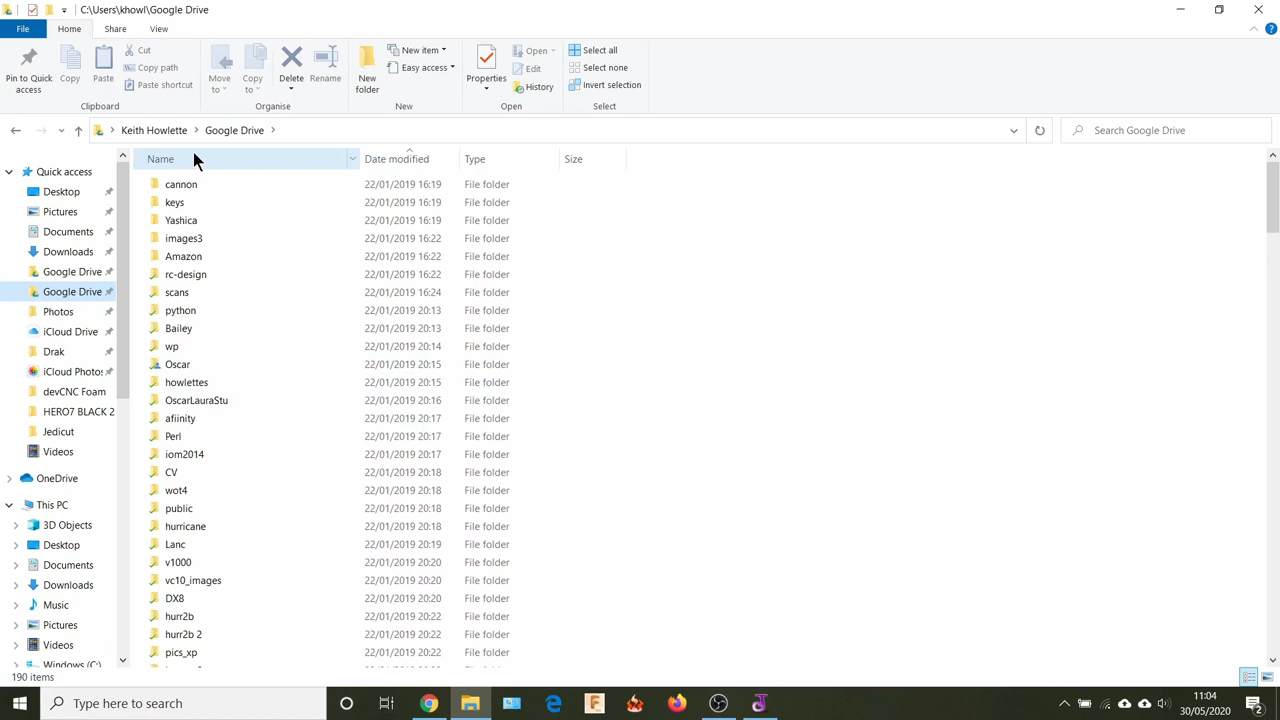 C:\Users\khowl\Google Drive
File Home Share View
Pin to Quick access
Copy
Paste
Cut
Copy path
Paste shortcut
Move to
Copy to
Delete
Rename
New folder
New item
Easy access
Properties
Open
Edit
History
Select all
Select none
Invert selection
Clipboard Organise New Open Select
Keith Howlette > Google Drive >
Search Google Drive
Name Date modified Type Size
Quick access
Desktop
Pictures
Documents
Downloads
Google Drive
Google Drive
Photos
iCloud Drive
Drak
iCloud Photos
devCNC Foam
HERO7 BLACK 2
Jedicut
Videos
OneDrive
This PC
3D Objects
Desktop
Documents
Downloads
Music
Pictures
Videos
Windows (C:)
cannon 22/01/2019 16:19 File folder
keys 22/01/2019 16:19 File folder
Yashica 22/01/2019 16:19 File folder
images3 22/01/2019 16:22 File folder
Amazon 22/01/2019 16:22 File folder
rc-design 22/01/2019 16:22 File folder
scans 22/01/2019 16:24 File folder
python 22/01/2019 20:13 File folder
Bailey 22/01/2019 20:13 File folder
wp 22/01/2019 20:14 File folder
Oscar 22/01/2019 20:15 File folder
howlettes 22/01/2019 20:15 File folder
OscarLauraStu 22/01/2019 20:16 File folder
afiinity 22/01/2019 20:17 File folder
Perl 22/01/2019 20:17 File folder
iom2014 22/01/2019 20:17 File folder
CV 22/01/2019 20:18 File folder
wot4 22/01/2019 20:18 File folder
public 22/01/2019 20:18 File folder
hurricane 22/01/2019 20:18 File folder
Lanc 22/01/2019 20:19 File folder
v1000 22/01/2019 20:20 File folder
vc10_images 22/01/2019 20:20 File folder
DX8 22/01/2019 20:20 File folder
hurr2b 22/01/2019 20:22 File folder
hurr2b 2 22/01/2019 20:22 File folder
pics_xp 22/01/2019 20:22 File folder
190 items
Type here to search
11:04
30/05/2020
2